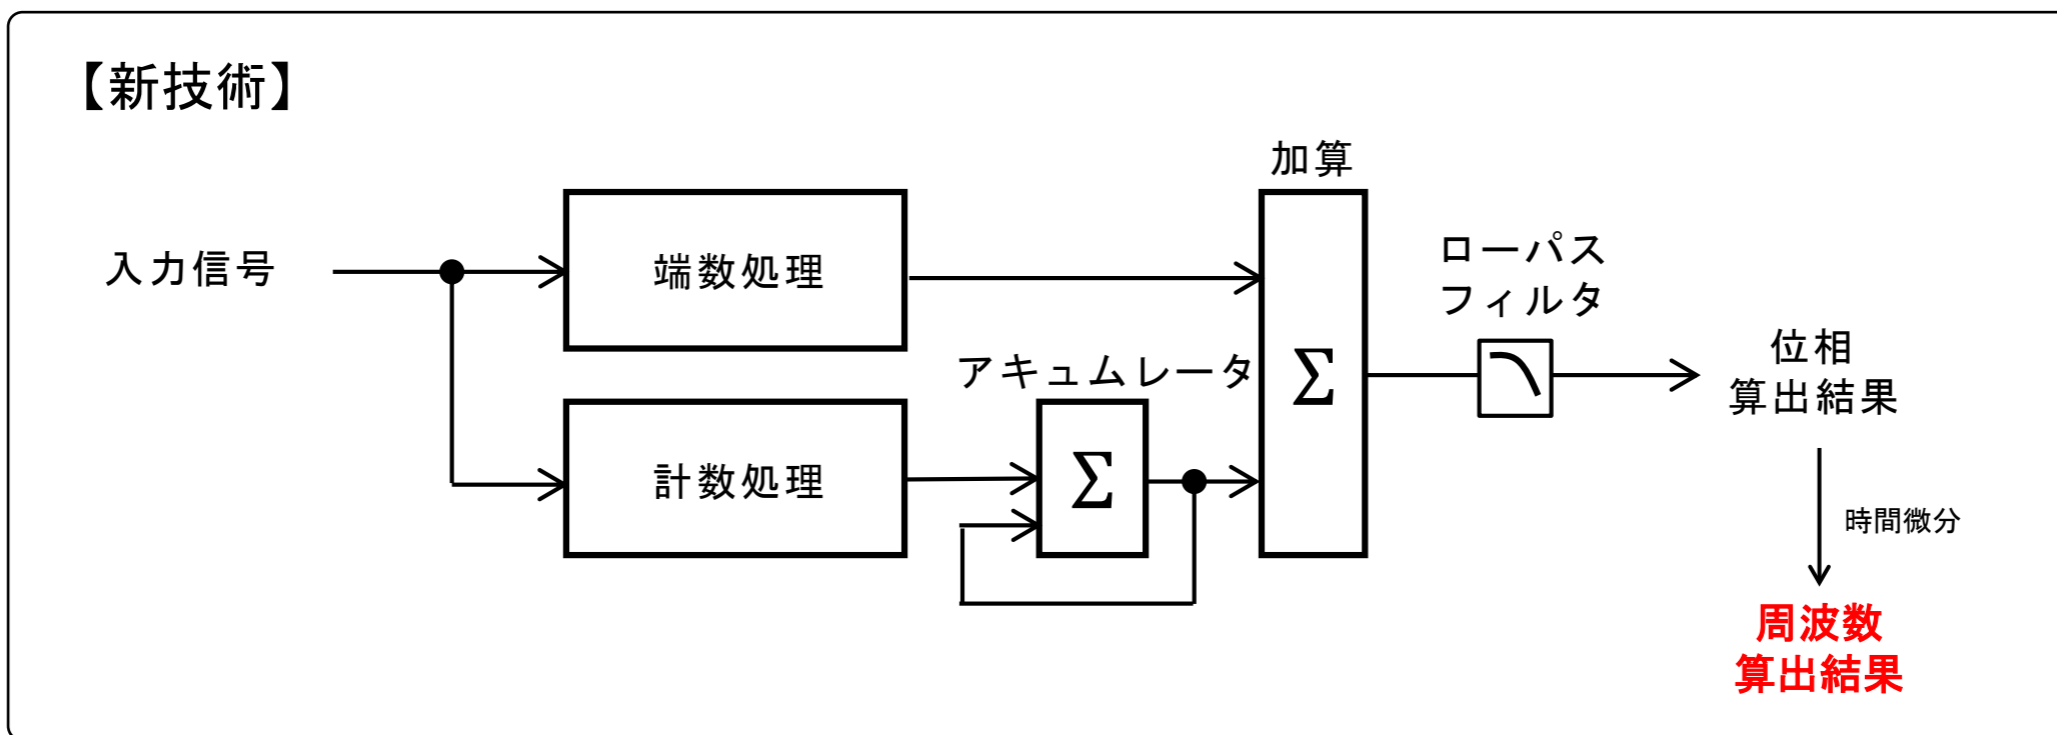 【新技術】
加算
入力信号
端数処理
ローパス
フィルタ
アキュムレータ
Σ
位相
算出結果
計数処理
Σ
時間微分
周波数
算出結果